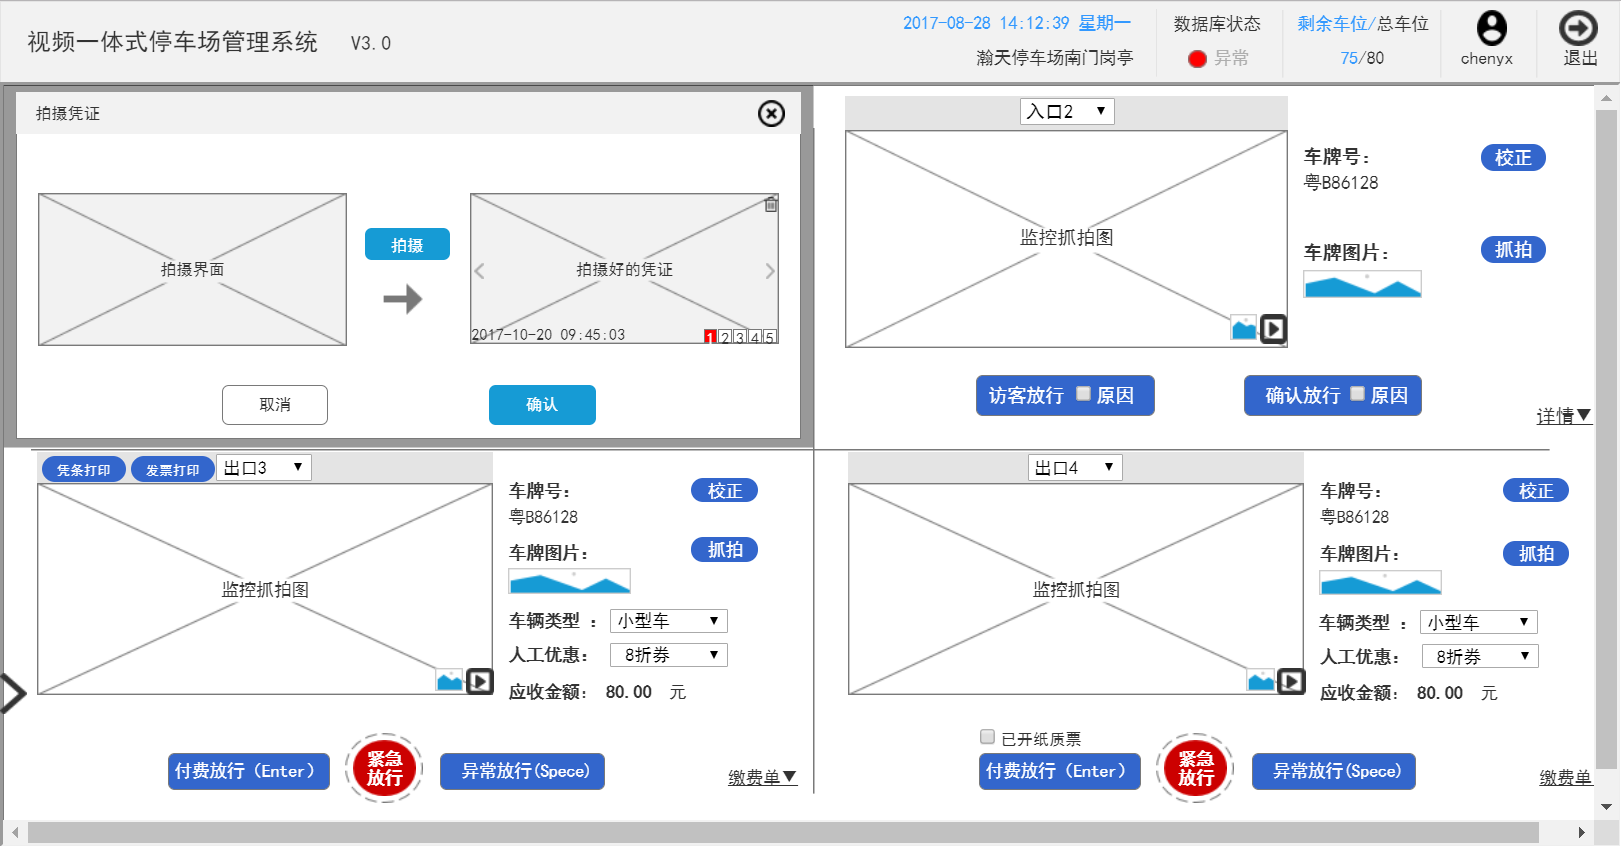 视频一体式停车场管理系统 V3.0
2017-08-28 14:12:39 星期一
瀚天停车场南门岗亭
数据库状态
异常
剩余车位/总车位
75/80
chenyx
退出
拍摄凭证
拍摄界面
拍摄
拍摄好的凭证
2017-10-20 09:45:03
1 2 3 4 5
取消
确认
入口2
监控抓拍图
车牌号：
粤B86128
校正
车牌图片：
抓拍
访客放行 原因
确认放行 原因
详情▼
凭条打印
发票打印
出口3
监控抓拍图
车牌号：
粤B86128
校正
车牌图片：
抓拍
车辆类型 ： 小型车
人工优惠： 8折券
应收金额： 80.00 元
付费放行（Enter）
紧急
放行
异常放行(Spece)
缴费单▼
出口4
监控抓拍图
车牌号：
粤B86128
校正
车牌图片：
抓拍
车辆类型 ： 小型车
人工优惠： 8折券
应收金额： 80.00 元
已开纸质票
付费放行（Enter）
紧急
放行
异常放行(Spece)
缴费单